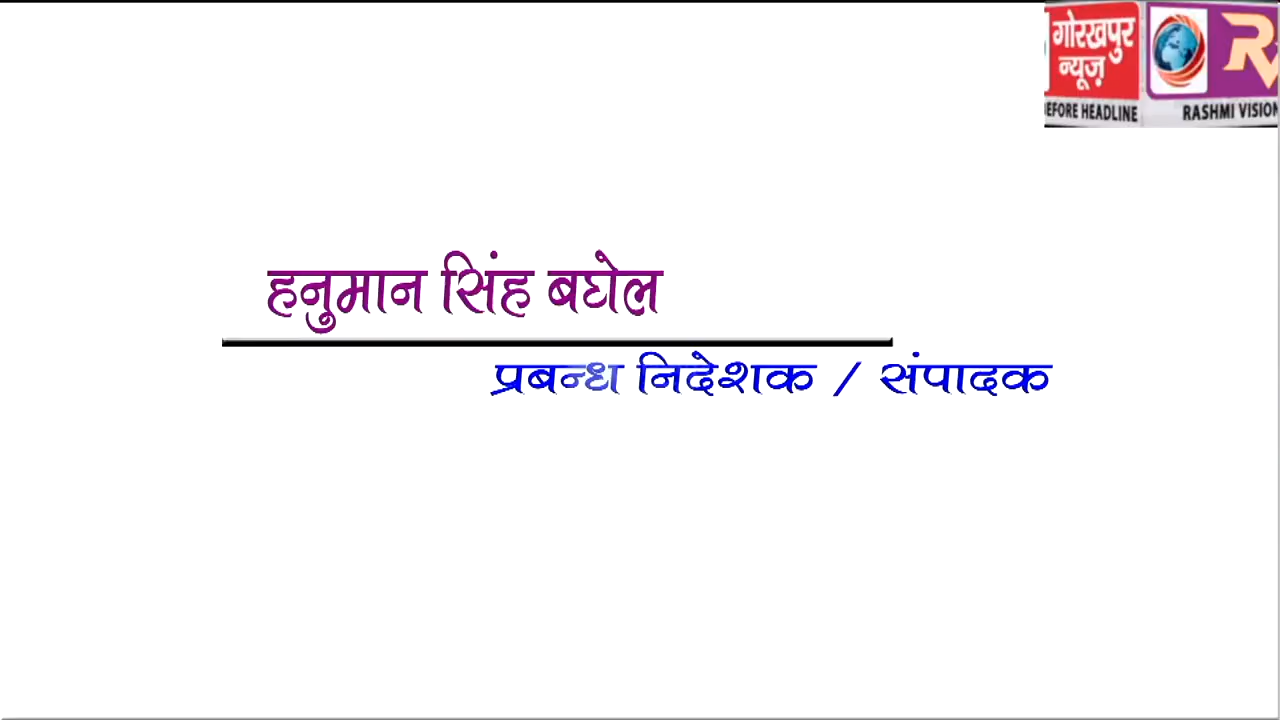 गोरखपुर
न्यूज़
EFORE HEADLINE
RASHMI VISION
हनुमान सिंह बघेल
प्रबन्ध निदेशक / संपादक